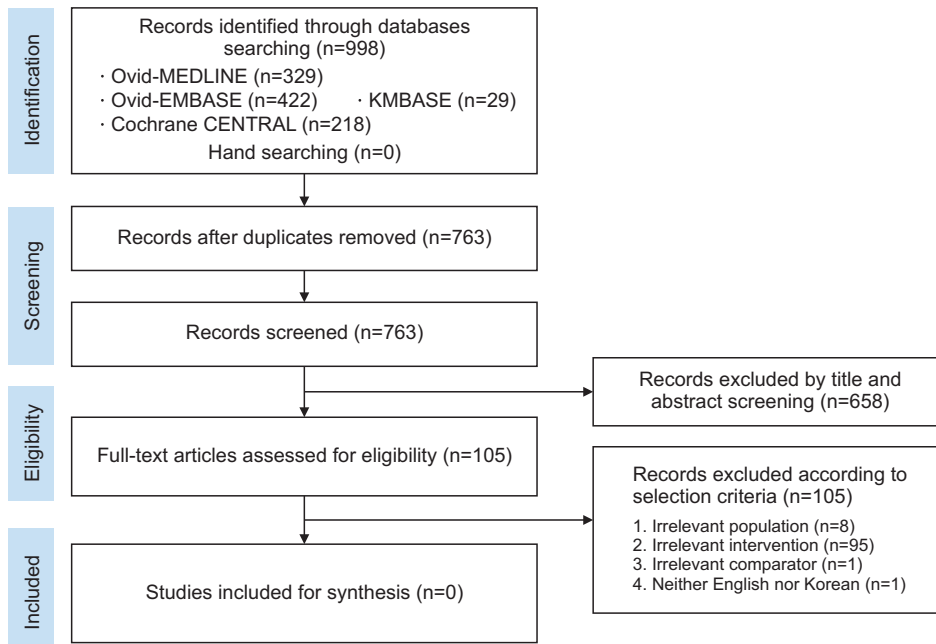 Identification
Records identified through databases
searching (n=998)
· Ovid-MEDLINE (n=329)
· Ovid-EMBASE (n=422) · KMBASE (n=29)
· Cochrane CENTRAL (n=218)
Hand searching (n=0)
Screening
Records after duplicates removed (n=763)
Records screened (n=763)
Records excluded by title and
abstract screening (n=658)
Eligibility
Full-text articles assessed for eligibility (n=105)
Records excluded according to
selection criteria (n=105)
1. Irrelevant population (n=8)
2. Irrelevant intervention (n=95)
3. Irrelevant comparator (n=1)
4. Neither English nor Korean (n=1)
Included
Studies included for synthesis (n=0)